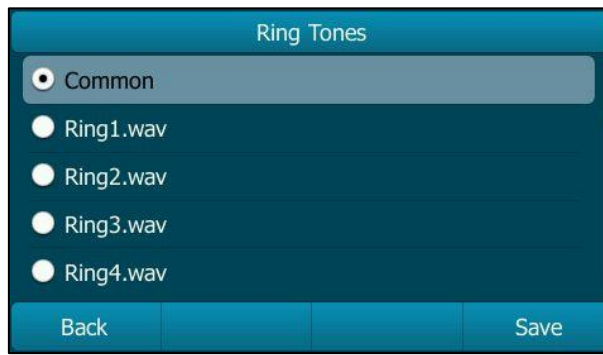 Ring Tones
Common
Ring1.wav
Ring2.wav
Ring3.wav
Ring4.wav
Back Save